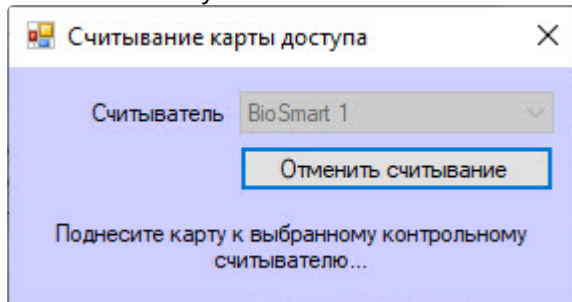 Считывание карты доступа
Считыватель BioSmart 1
Отменить считывание
Поднесите карту к выбранному контрольному
считывателю...